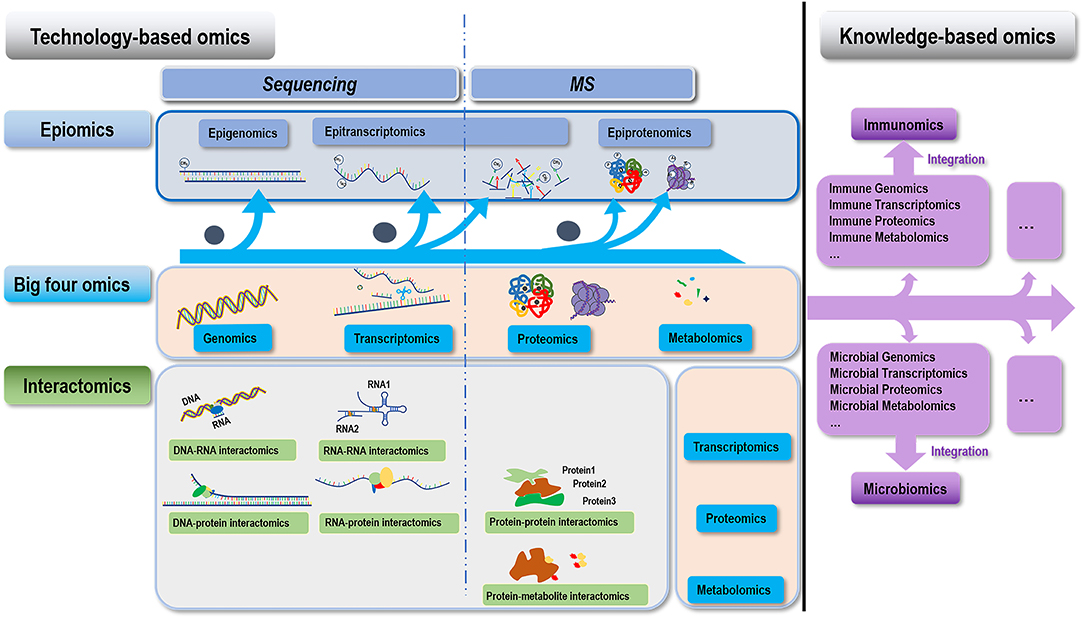 Technology-based omics
Knowledge-based omics
Sequencing
MS
Epiomics
Epigenomics
Epitranscriptomics
Epiprotenomics
Big four omics
Genomics
Transcriptomics
Proteomics
Metabolomics
Interactomics
DNA
RNA
DNA-RNA interactomics
RNA1
RNA2
RNA-RNA interactomics
DNA-protein interactomics
RNA-protein interactomics
Protein1
Protein2
Protein3
Protein-protein interactomics
Protein-metabolite interactomics
Transcriptomics
Proteomics
Metabolomics
Immunomics
Integration
Immune Genomics
Immune Transcriptomics
Immune Proteomics
Immune Metabolomics
...
...
Microbial Genomics
Microbial Transcriptomics
Microbial Proteomics
Microbial Metabolomics
...
...
Integration
Microbiomics